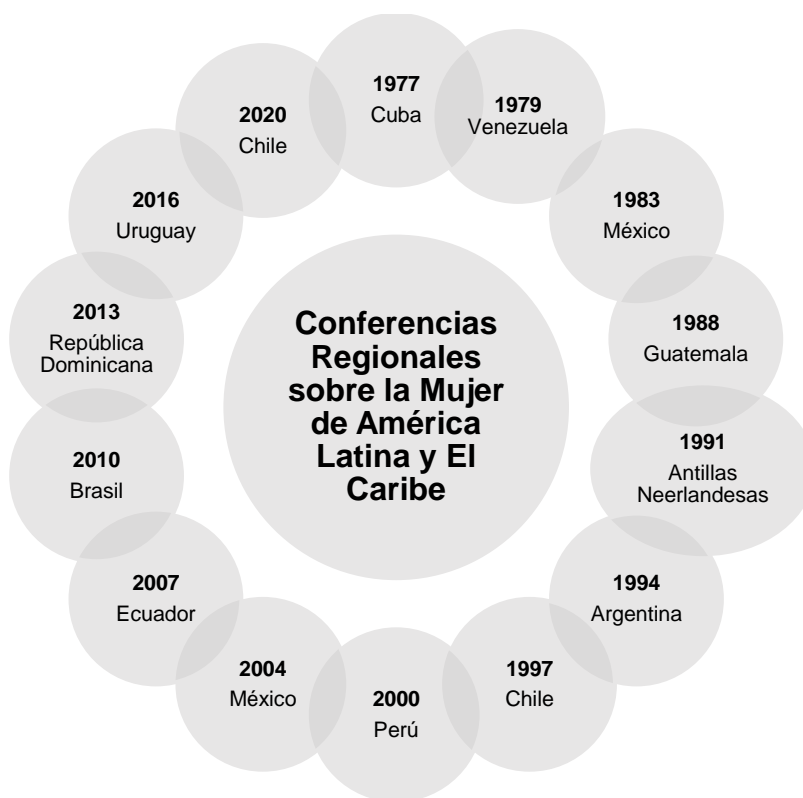 Conferencias
Regionales
sobre la Mujer
de América
Latina y El
Caribe
1977
Cuba
1979
Venezuela
1983
México
1988
Guatemala
1991
Antillas
Neerlandesas
1994
Argentina
1997
Chile
2000
Perú
2004
México
2007
Ecuador
2010
Brasil
2013
República
Dominicana
2016
Uruguay
2020
Chile